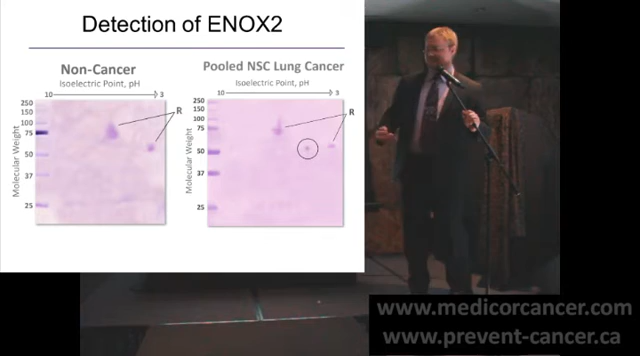 Detection of ENOX2
Non-Cancer
Isoelectric Point, pH
10
3
250
150
100
75
50
37
25
Molecular Weight
R
Pooled NSC Lung Cancer
Isoelectric Point, pH
10
3
250
150
100
75
50
37
25
Molecular Weight
R
www.medicorcancer.com
www.prevent-cancer.ca